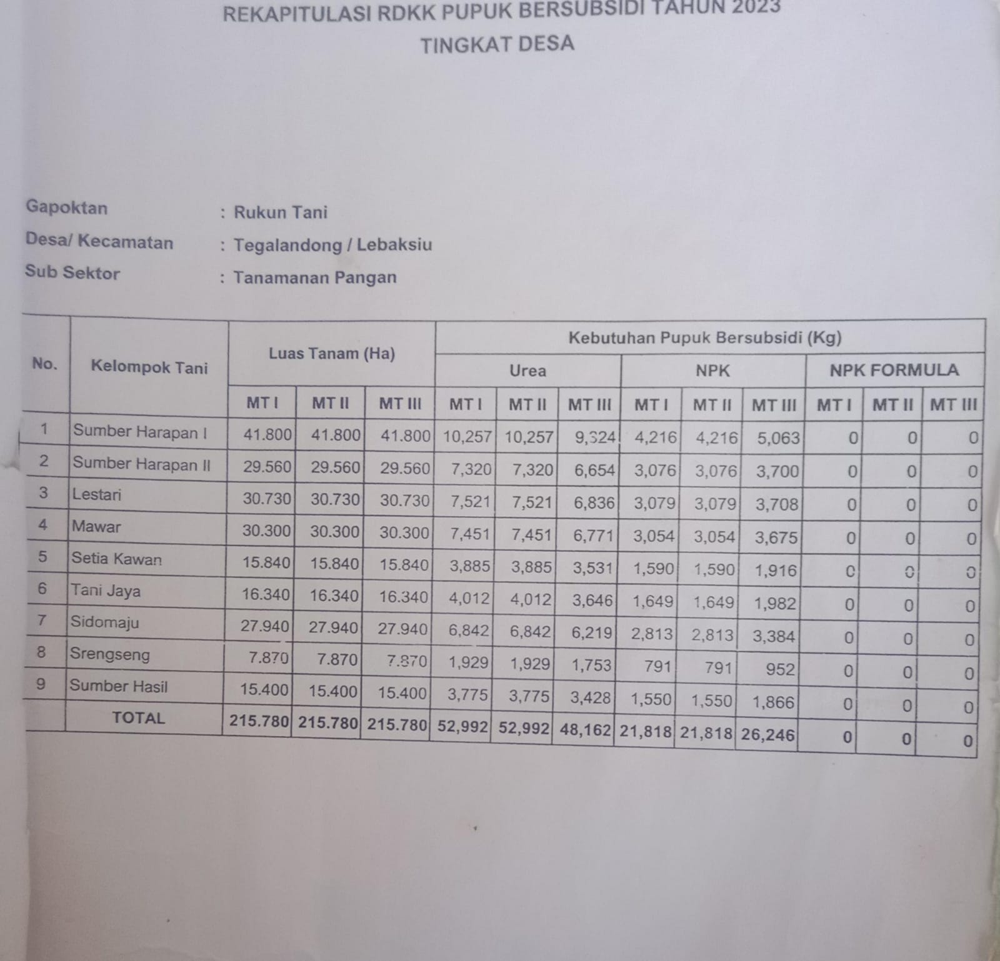 REKAPITULASI RDKK PUPUK BERSUBSIDI TAHUN 2023
TINGKAT DESA
Gapoktan : Rukun Tani
Desa/ Kecamatan : Tegalandong / Lebaksiu
Sub Sektor : Tanamanan Pangan
No. Kelompok Tani Luas Tanam (Ha) Kebutuhan Pupuk Bersubsidi (Kg)
Urea NPK NPK FORMULA
MT I MT II MT III MT I MT II MT III MT I MT II MT III MT I MT II MT III
1 Sumber Harapan I 41.800 41.800 41.800 10,257 10,257 9,324 4,216 4,216 5,063 0 0 0
2 Sumber Harapan II 29.560 29.560 29.560 7,320 7,320 6,654 3,076 3,076 3,700 0 0 0
3 Lestari 30.730 30.730 30.730 7,521 7,521 6,836 3,079 3,079 3,708 0 0 0
4 Mawar 30.300 30.300 30.300 7,451 7,451 6,771 3,054 3,054 3,675 0 0 0
5 Setia Kawan 15.840 15.840 15.840 3,885 3,885 3,531 1,590 1,590 1,916 0 0 0
6 Tani Jaya 16.340 16.340 16.340 4,012 4,012 3,646 1,649 1,649 1,982 0 0 0
7 Sidomaju 27.940 27.940 27.940 6,842 6,842 6,219 2,813 2,813 3,384 0 0 0
8 Srengseng 7.870 7.870 7.870 1,929 1,929 1,753 791 791 952 0 0 0
9 Sumber Hasil 15.400 15.400 15.400 3,775 3,775 3,428 1,550 1,550 1,866 0 0 0
TOTAL 215.780 215.780 215.780 52,992 52,992 48,162 21,818 21,818 26,246 0 0 0